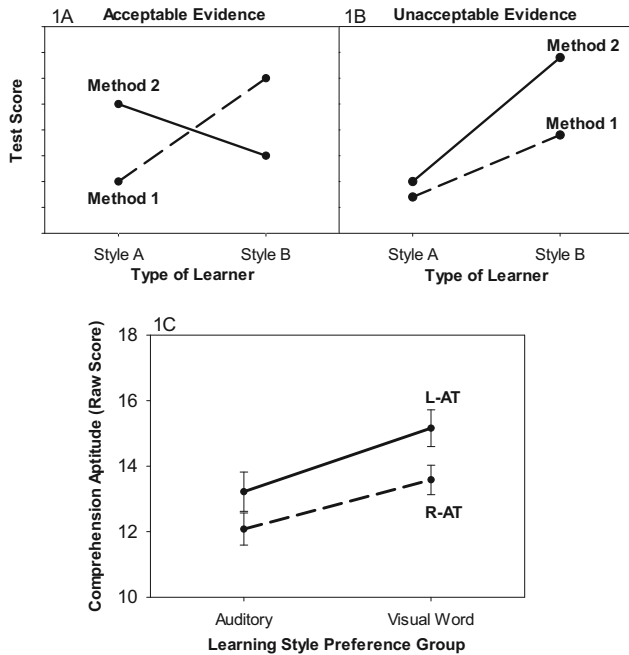 1A
Acceptable Evidence
Test Score
Method 2
Method 1
Style A
Style B
Type of Learner
1B
Unacceptable Evidence
Method 2
Method 1
Style A
Style B
Type of Learner
1C
Comprehension Aptitude (Raw Score)
18
16
14
12
10
L-AT
R-AT
Auditory
Visual Word
Learning Style Preference Group